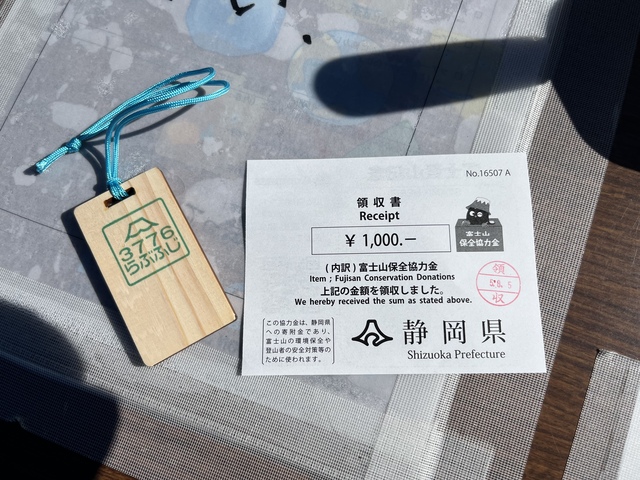 3776
らぶふじ
No.16507 A
領収書
Receipt
¥ 1,000.−
富士山
保全協力金
(内訳)富士山保全協力金
Item ; Fujisan Conservation Donations
上記の金額を領収しました。
We hereby received the sum as stated above.
領
収
この協力金は、静岡県
への寄附金であり、
富士山の環境保全や
登山者の安全対策等の
ために使われます。
静岡県
Shizuoka Prefecture